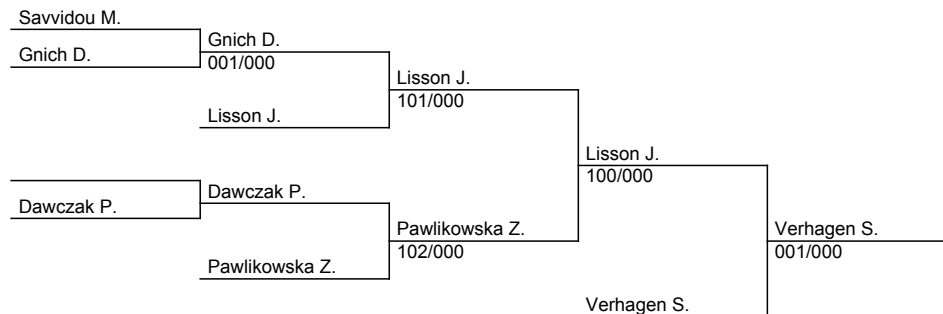 Savvidou M.
Gnich D.
Gnich D.
001/000
Lisson J.
Lisson J.
101/000
Dawczak P.
Dawczak P.
Pawlikowska Z.
Pawlikowska Z.
102/000
Lisson J.
100/000
Verhagen S.
Verhagen S.
001/000